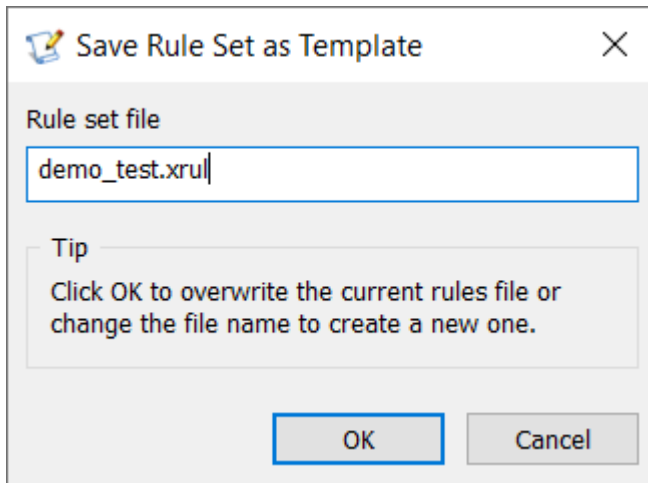 Save Rule Set as Template
Rule set file
demo_test.xrul
Tip
Click OK to overwrite the current rules file or
change the file name to create a new one.
OK
Cancel